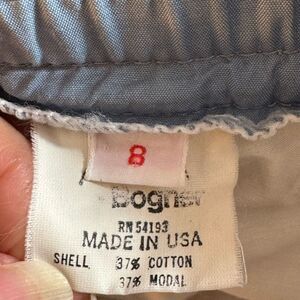 8
Bogner
RN 54193
MADE IN USA
SHELL 37% COTTON
37% MODAL